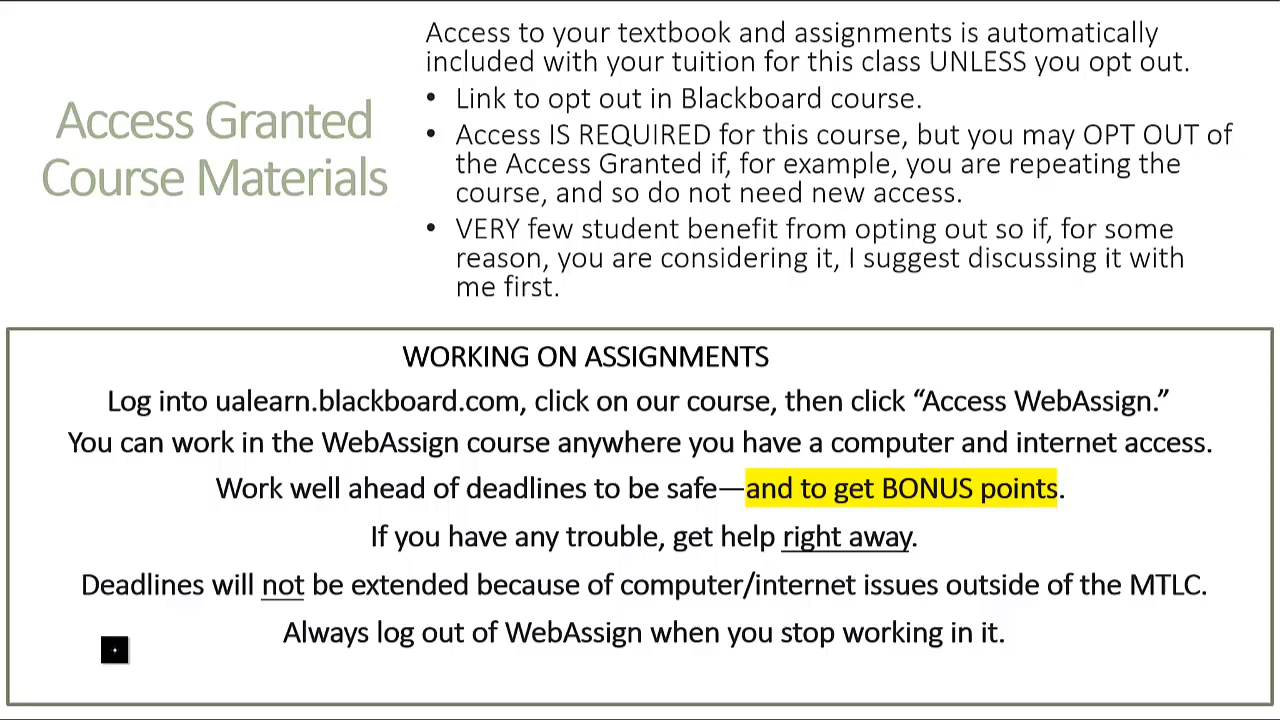 Access Granted
Course Materials
Access to your textbook and assignments is automatically
included with your tuition for this class UNLESS you opt out.
• Link to opt out in Blackboard course.
• Access IS REQUIRED for this course, but you may OPT OUT of
the Access Granted if, for example, you are repeating the
course, and so do not need new access.
• VERY few student benefit from opting out so if, for some
reason, you are considering it, I suggest discussing it with
me first.
WORKING ON ASSIGNMENTS
Log into ualearn.blackboard.com, click on our course, then click “Access WebAssign.”
You can work in the WebAssign course anywhere you have a computer and internet access.
Work well ahead of deadlines to be safe—and to get BONUS points.
If you have any trouble, get help right away.
Deadlines will not be extended because of computer/internet issues outside of the MTLC.
Always log out of WebAssign when you stop working in it.